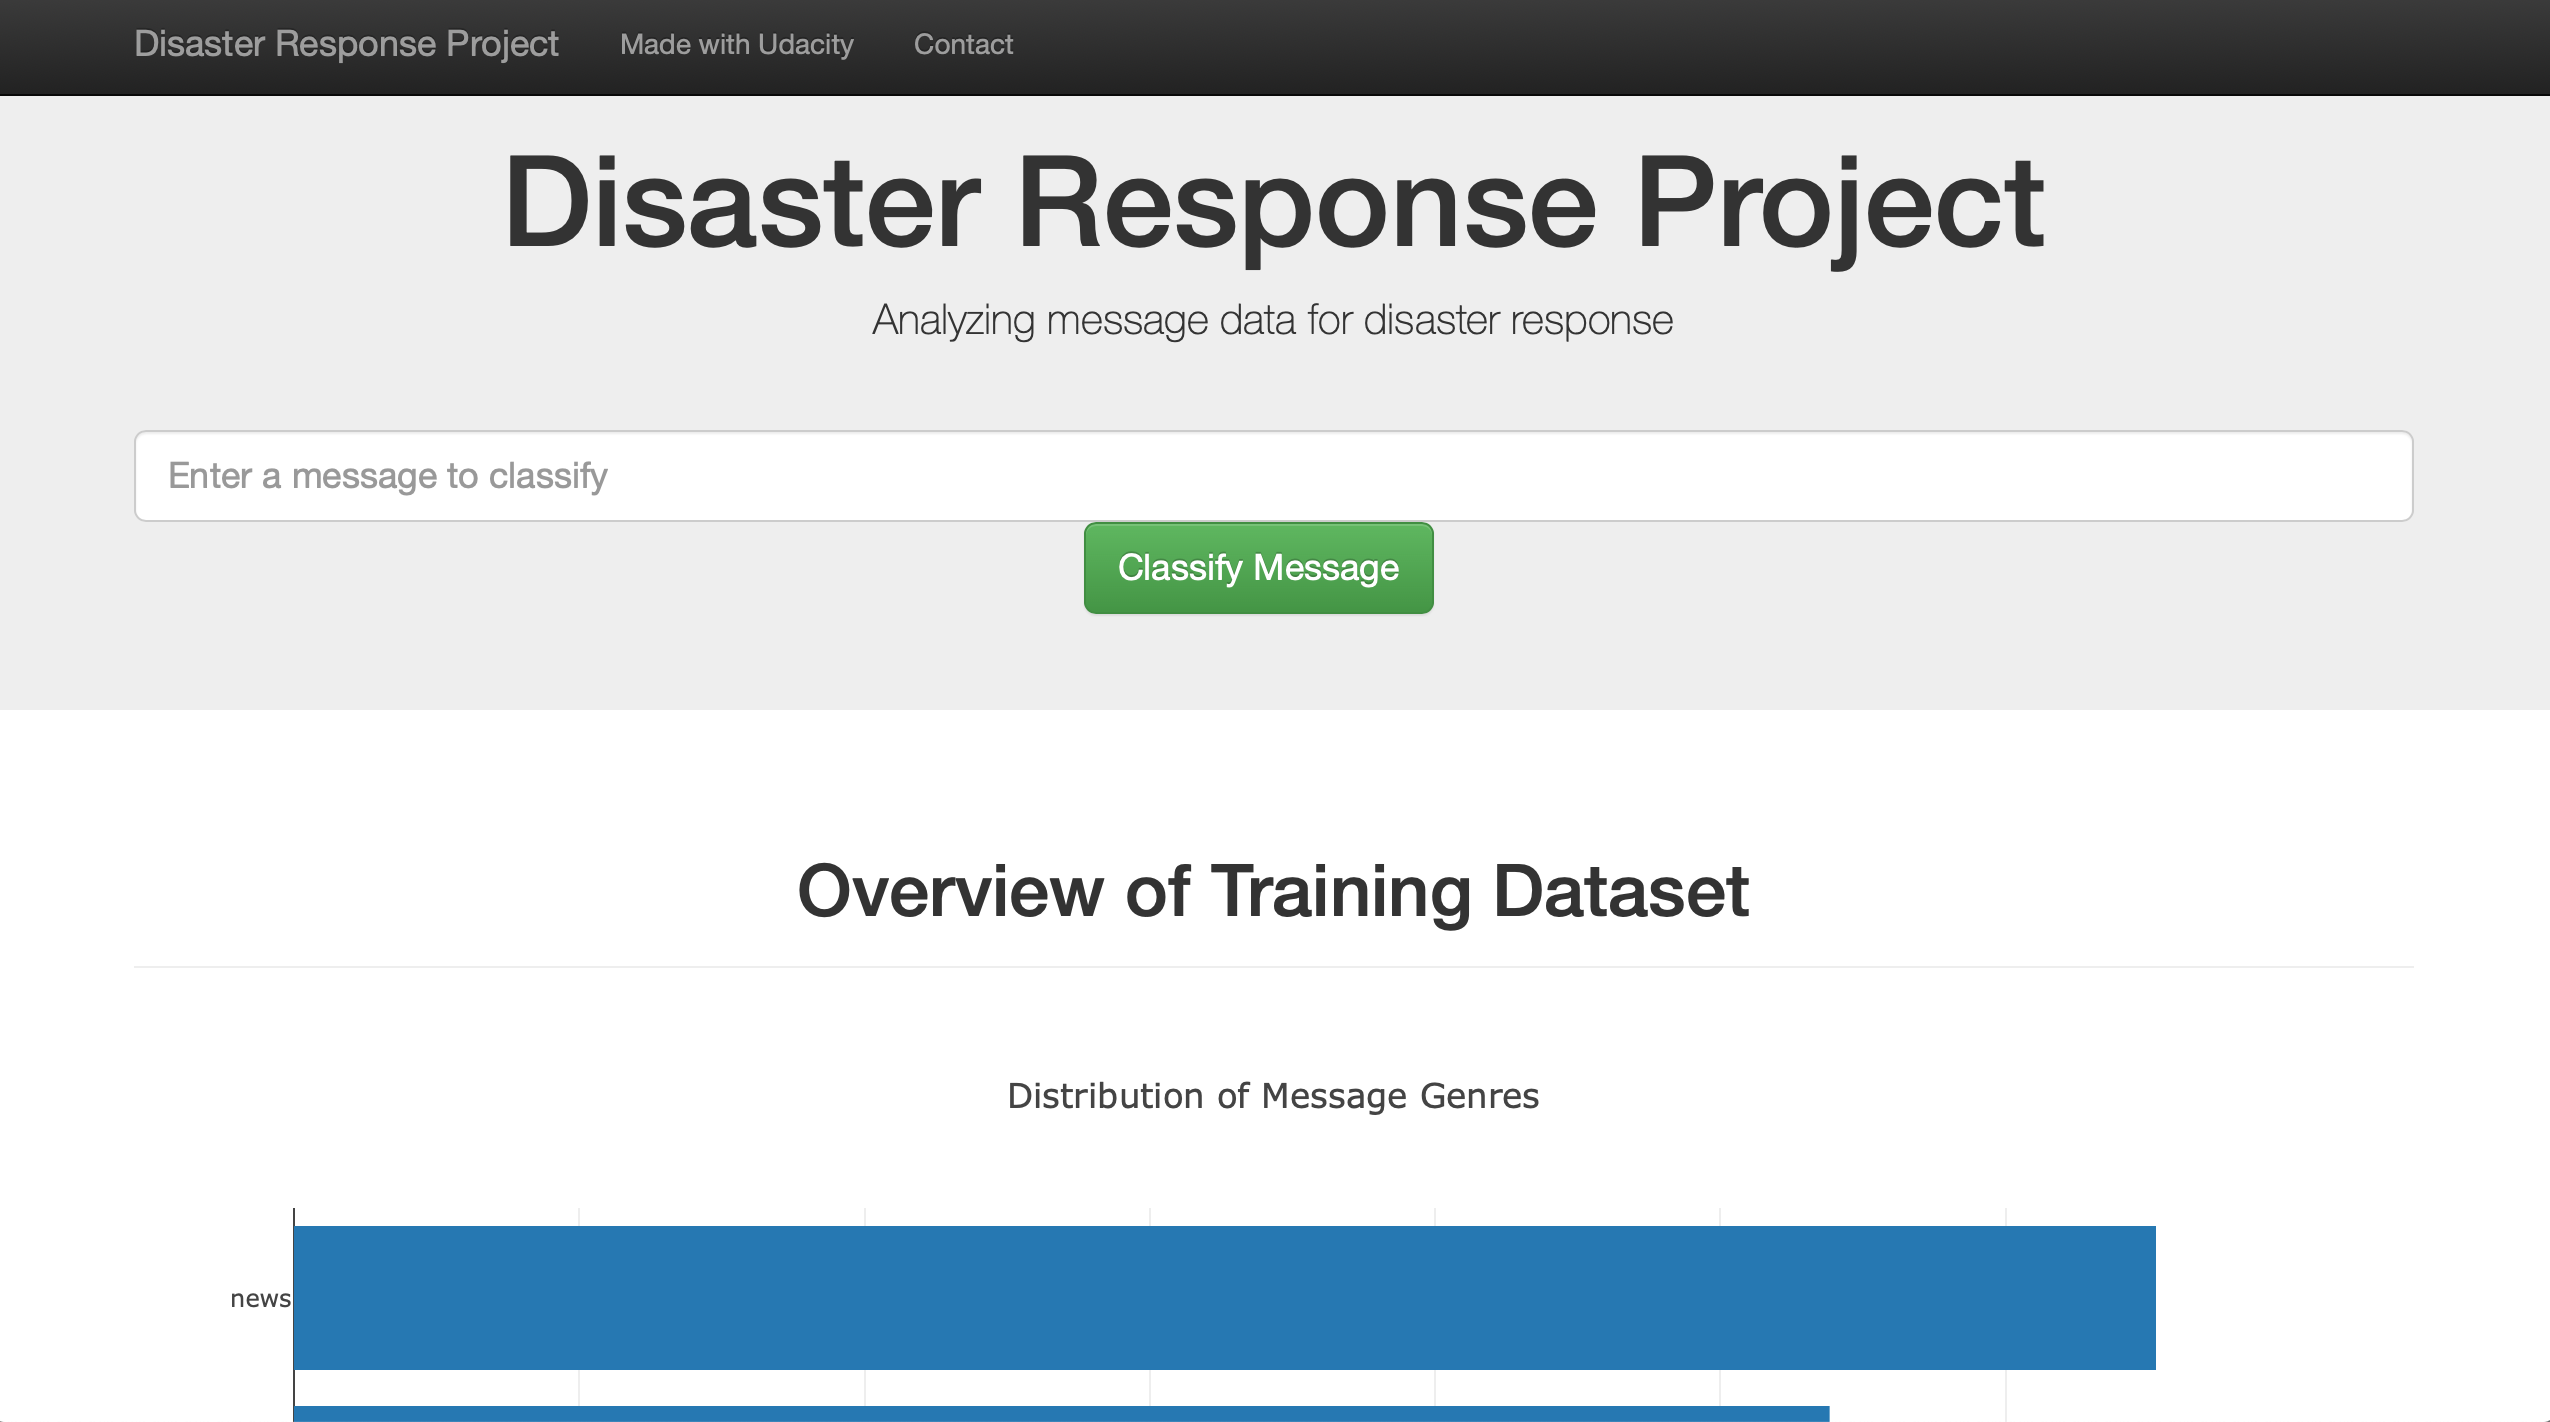 Disaster Response Project Made with Udacity Contact
Disaster Response Project
Analyzing message data for disaster response
Enter a message to classify
Classify Message
Overview of Training Dataset
Distribution of Message Genres
news